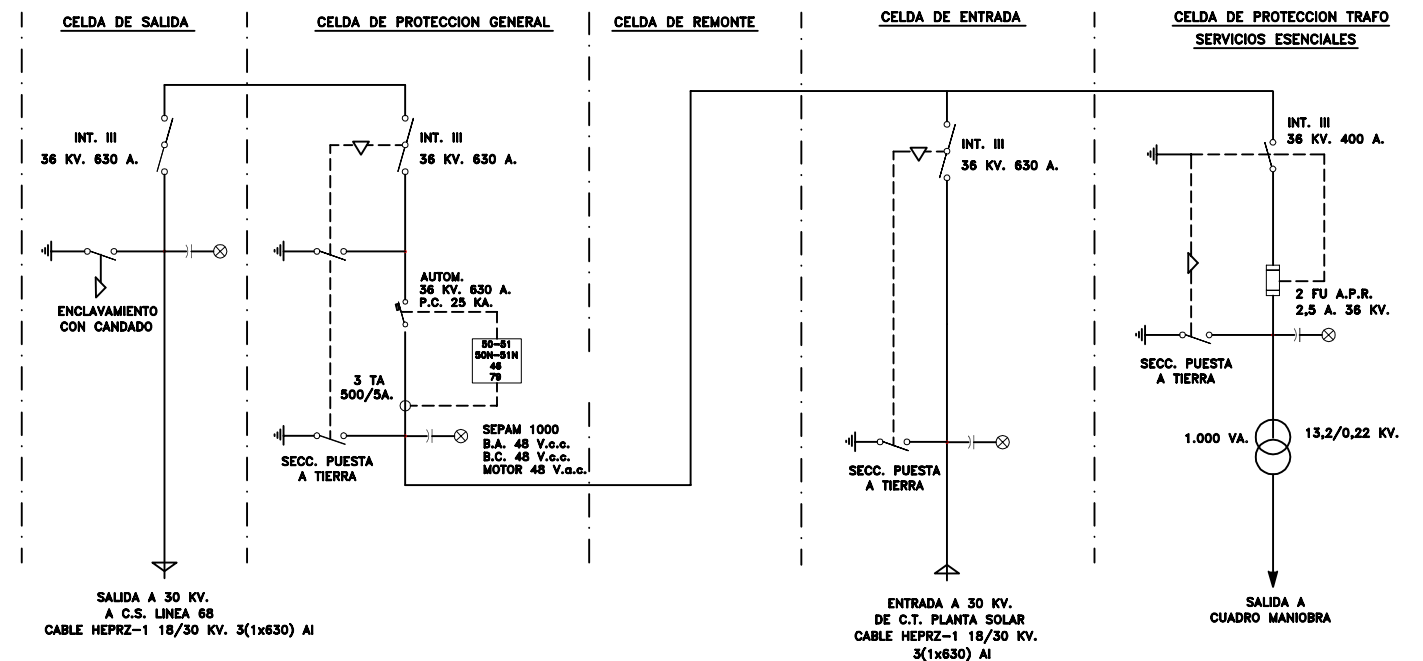 CELDA DE SALIDA
CELDA DE PROTECCION GENERAL
CELDA DE REMONTE
CELDA DE ENTRADA
CELDA DE PROTECCION TRAFO
SERVICIOS ESENCIALES
INT. III
36 KV. 630 A.
ENCLAVIAMIENTO
CON CANDADO
SALIDA A 30 KV.
A C.S. LINEA 68
CABLE HEPRZ-1 18/30 KV. 3(1x630) Al
INT. III
36 KV. 630 A.
AUTOM.
36 KV. 630 A.
P.C. 25 KA.
50-51
50N-51N
46
79
3 TA
500/5A.
SECC. PUESTA
A TIERRA
SEPAM 1000
B.A. 48 V.c.c.
B.C. 48 V.c.c.
MOTOR 48 V.a.c.
INT. III
36 KV. 630 A.
SECC. PUESTA
A TIERRA
ENTRADA A 30 KV.
DE C.T. PLANTA SOLAR
CABLE HEPRZ-1 18/30 KV.
3(1x630) Al
INT. III
36 KV. 400 A.
2 FU A.P.R.
2,5 A. 36 KV.
SECC. PUESTA
A TIERRA
1.000 VA.
13,2/0,22 KV.
SALIDA A
CUADRO MANIOBRA